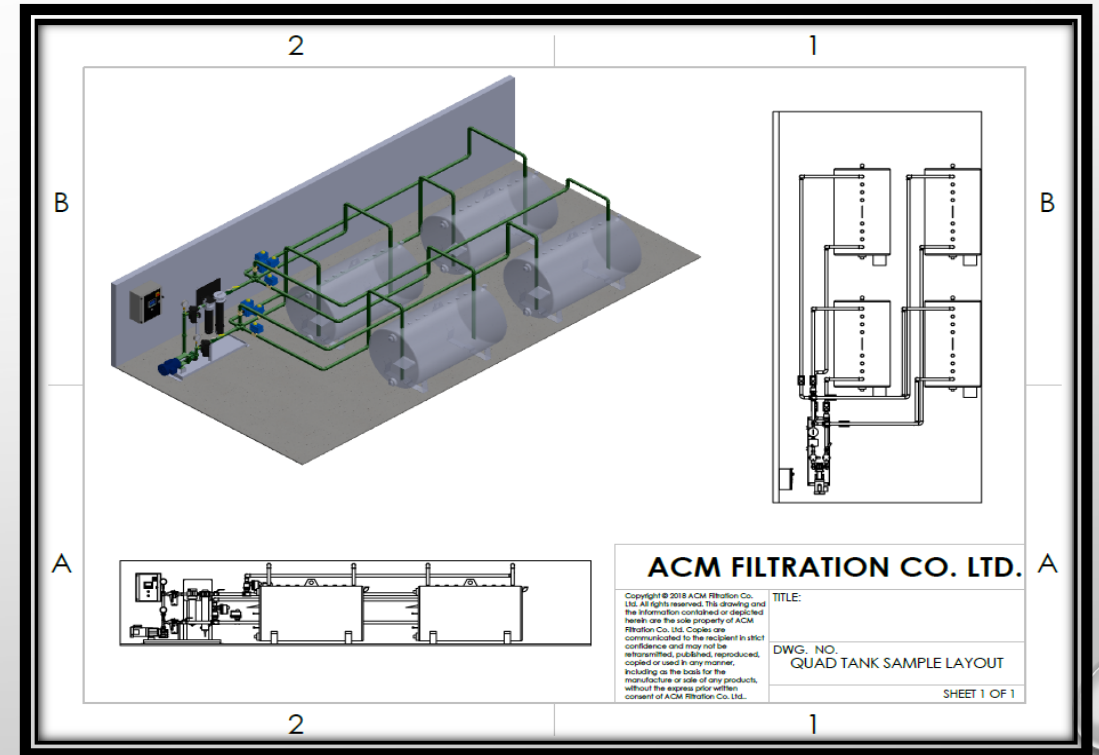 2 1
B B
A A
ACM FILTRATION CO. LTD.
Copyright © 2018 ACM Filtration Co.
Ltd. All rights reserved. This drawing and
the information contained or depicted
herein are the sole property of ACM
Filtration Co. Ltd. Copies are
communicated to the recipient in strict
confidence and may not be
retransmitted, published, reproduced,
copied or used in any manner,
including as the basis for the
manufacture or sale of any products,
without the express prior written
consent of ACM Filtration Co. Ltd..
TITLE:
DWG. NO.
QUAD TANK SAMPLE LAYOUT
SHEET 1 OF 1
2 1